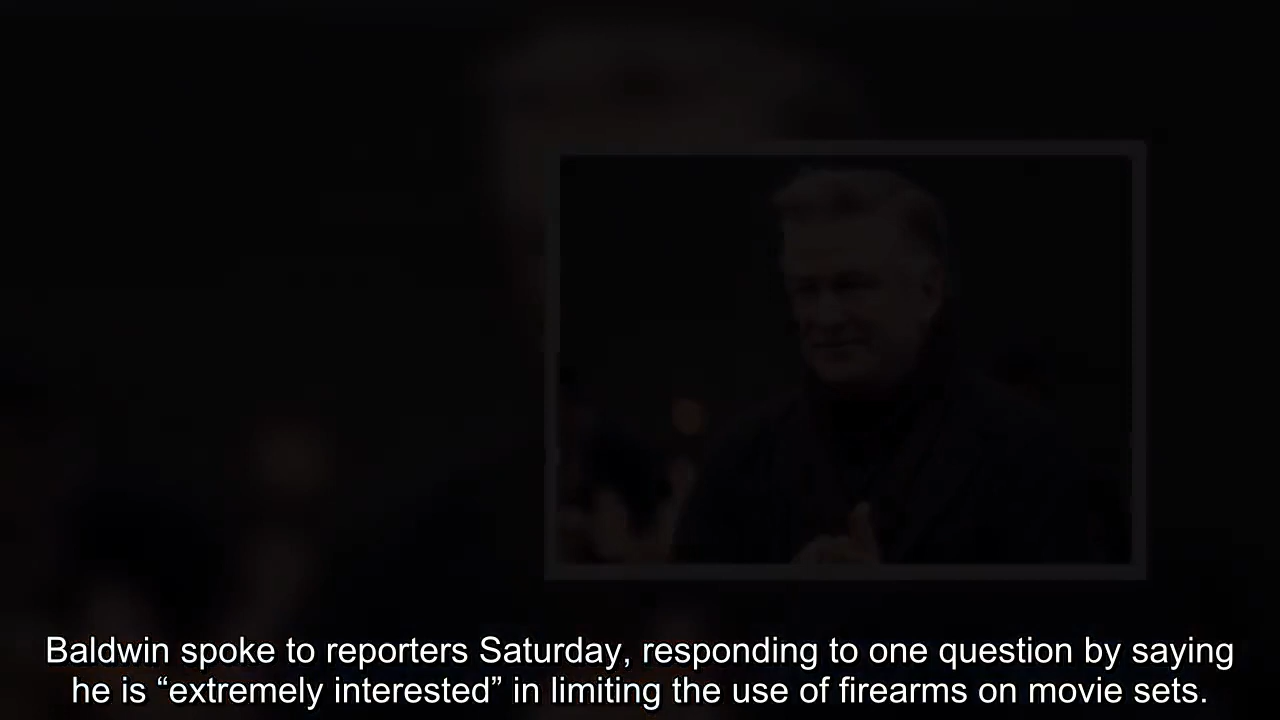 Baldwin spoke to reporters Saturday, responding to one question by saying
he is “extremely interested” in limiting the use of firearms on movie sets.